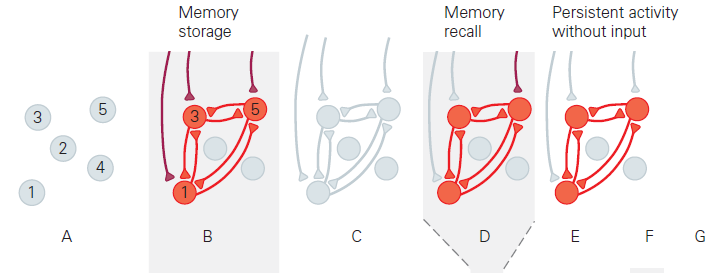 Memory
storage
Memory
recall
Persistent activity
without input
3
5
2
4
1
3
5
1
A
B
C
D
E
F
G